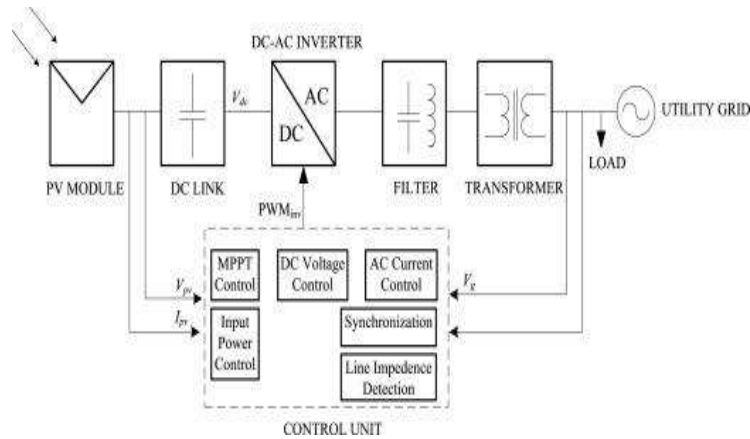 DC-AC INVERTER
V_dc
AC
DC
UTILITY GRID
LOAD
PV MODULE
DC LINK
FILTER
TRANSFORMER
PWM_inv
MPPT
Control
DC Voltage
Control
AC Current
Control
V_pv
V_g
I_pv
Input
Power
Control
Synchronization
Line Impedence
Detection
CONTROL UNIT